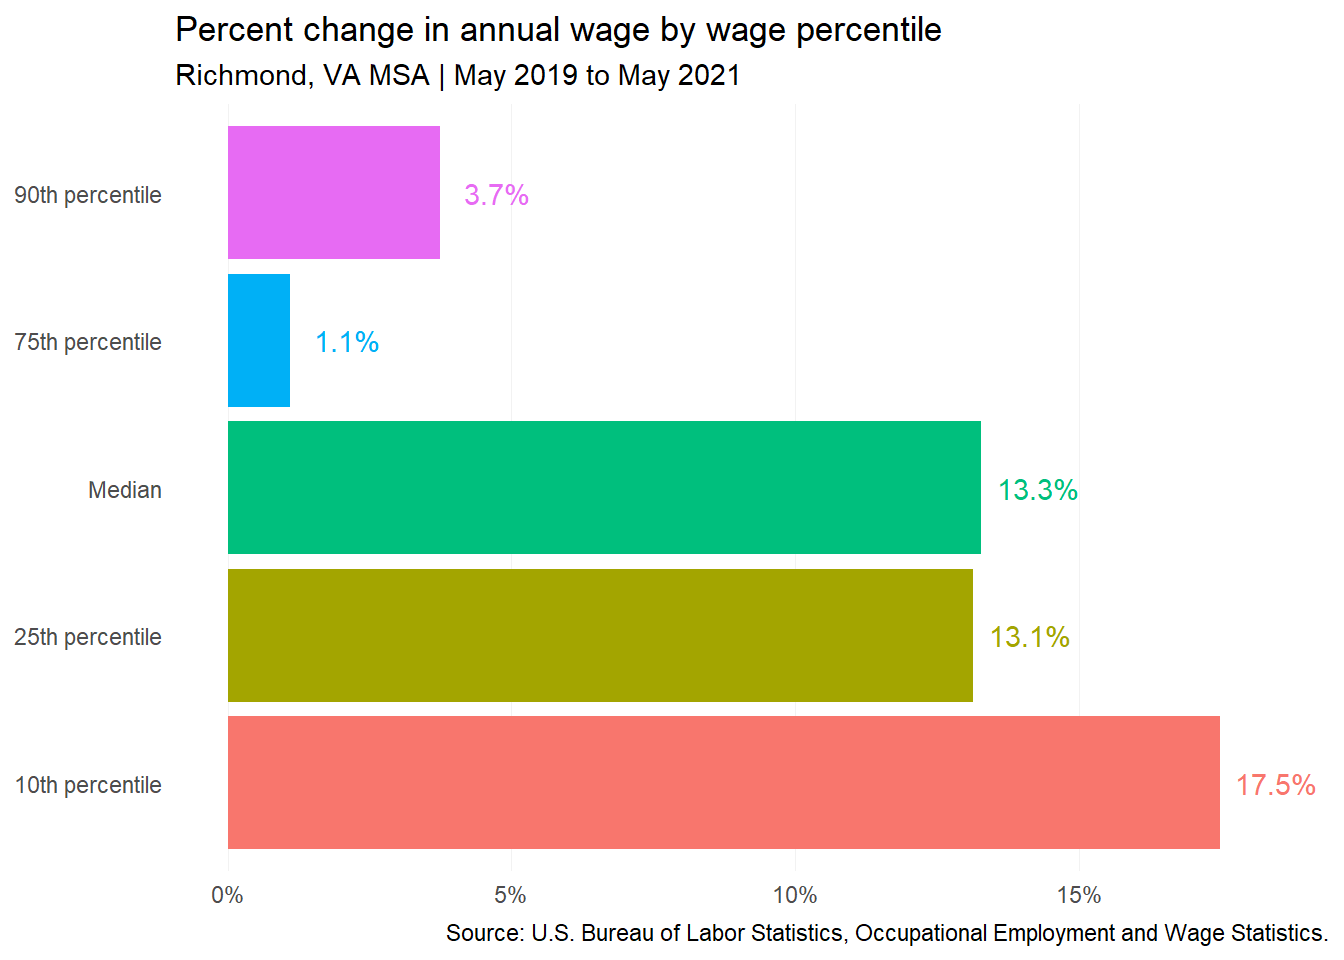 Percent change in annual wage by wage percentile
Richmond, VA MSA | May 2019 to May 2021
90th percentile
3.7%
75th percentile
1.1%
Median
13.3%
25th percentile
13.1%
10th percentile
17.5%
0%
5%
10%
15%
Source: U.S. Bureau of Labor Statistics, Occupational Employment and Wage Statistics.